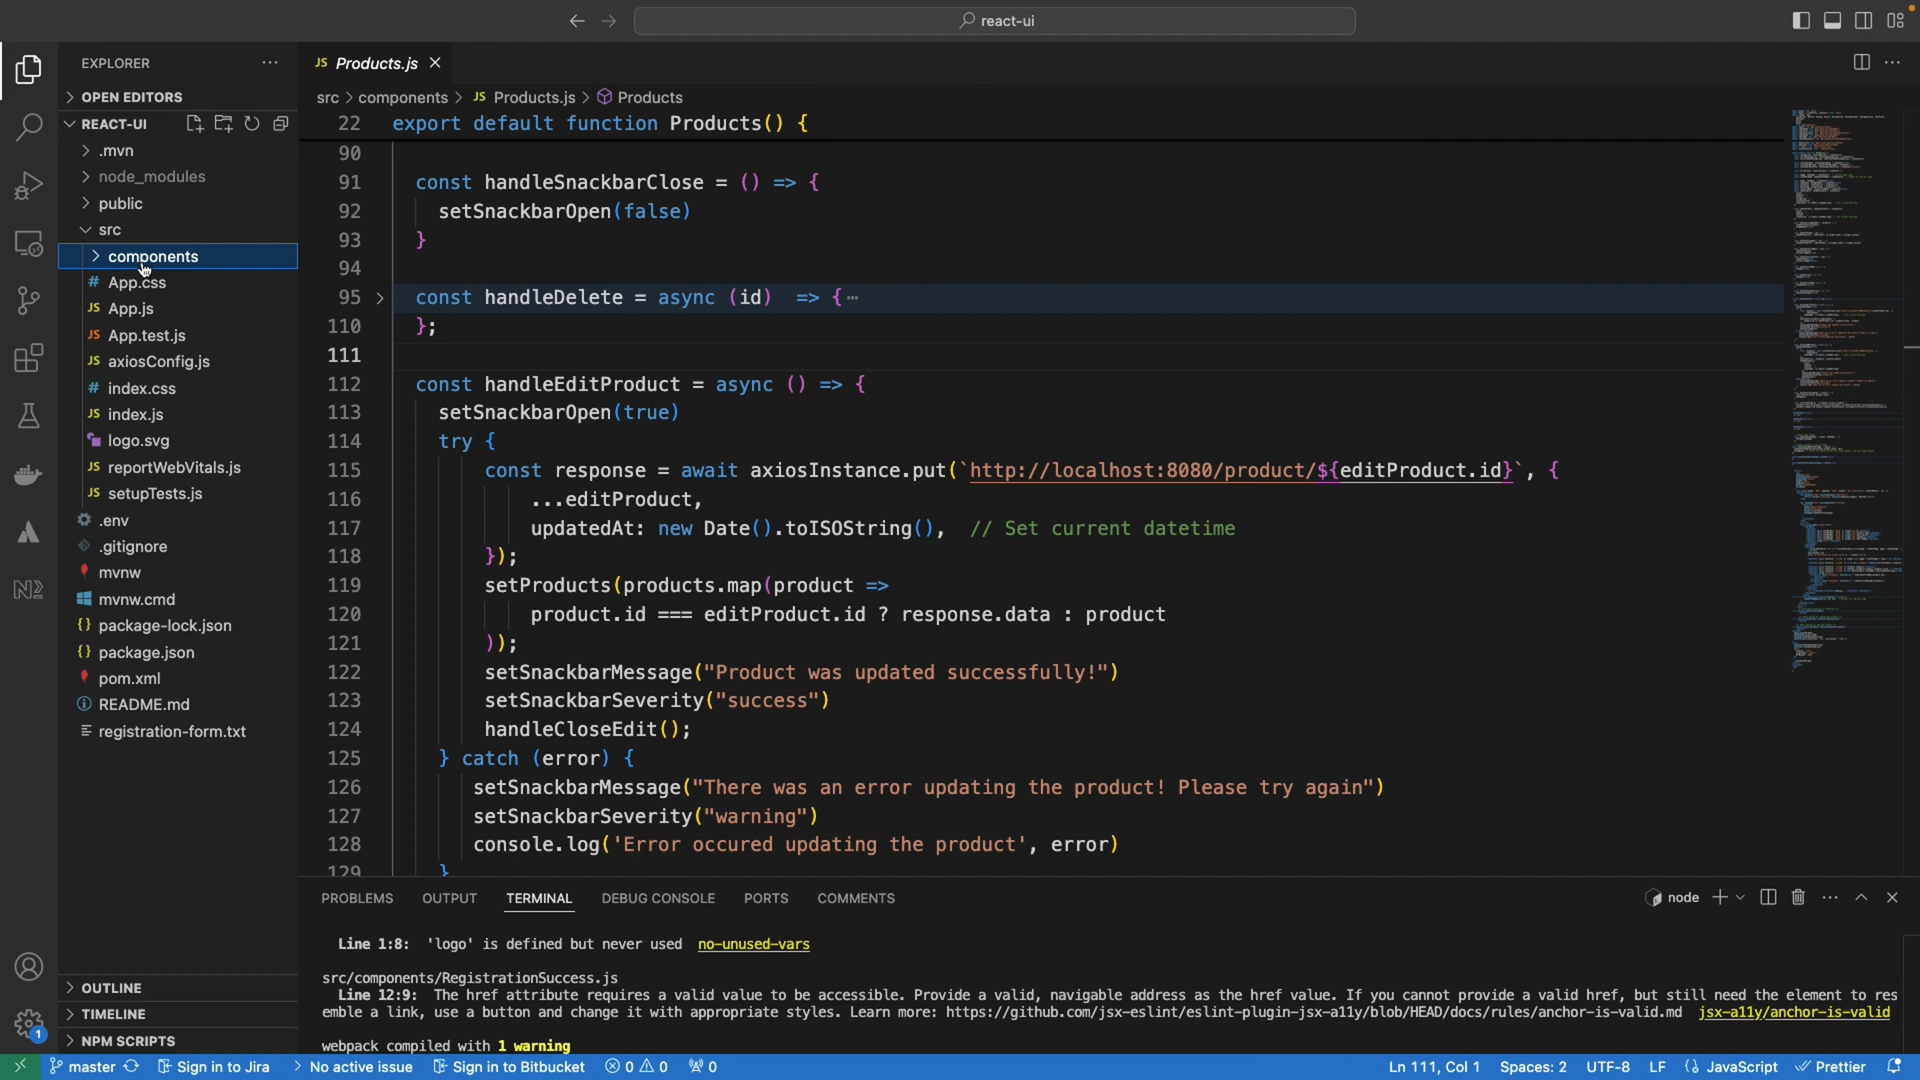 react-ui
EXPLORER
OPEN EDITORS
REACT-UI
.mvn
node_modules
public
src
components
App.css
App.js
App.test.js
axiosConfig.js
index.css
index.js
logo.svg
reportWebVitals.js
setupTests.js
.env
.gitignore
mvnw
mvnw.cmd
package-lock.json
package.json
pom.xml
README.md
registration-form.txt
OUTLINE
TIMELINE
NPM SCRIPTS
JS Products.js
src > components > JS Products.js > Products
22 export default function Products() {
90
91 const handleSnackbarClose = () => {
92 setSnackbarOpen(false)
93 }
94
95 const handleDelete = async (id)  => {⋯
110 };
111
112 const handleEditProduct = async () => {
113 setSnackbarOpen(true)
114 try {
115 const response = await axiosInstance.put(`http://localhost:8080/product/${editProduct.id}`, {
116 ...editProduct,
117 updatedAt: new Date().toISOString(),  // Set current datetime
118 });
119 setProducts(products.map(product =>
120 product.id === editProduct.id ? response.data : product
121 ));
122 setSnackbarMessage("Product was updated successfully!")
123 setSnackbarSeverity("success")
124 handleCloseEdit();
125 } catch (error) {
126 setSnackbarMessage("There was an error updating the product! Please try again")
127 setSnackbarSeverity("warning")
128 console.log('Error occured updating the product', error)
129 }
PROBLEMS OUTPUT TERMINAL DEBUG CONSOLE PORTS COMMENTS
node
Line 1:8:  'logo' is defined but never used  no-unused-vars
src/components/RegistrationSuccess.js
Line 12:9:  The href attribute requires a valid value to be accessible. Provide a valid, navigable address as the href value. If you cannot provide a valid href, but still need the element to res
emble a link, use a button and change it with appropriate styles. Learn more: https://github.com/jsx-eslint/eslint-plugin-jsx-a11y/blob/HEAD/docs/rules/anchor-is-valid.md  jsx-a11y/anchor-is-valid
webpack compiled with 1 warning
1
master Sign in to Jira No active issue Sign in to Bitbucket 0 0 0 Ln 111, Col 1 Spaces: 2 UTF-8 LF {} JavaScript Prettier